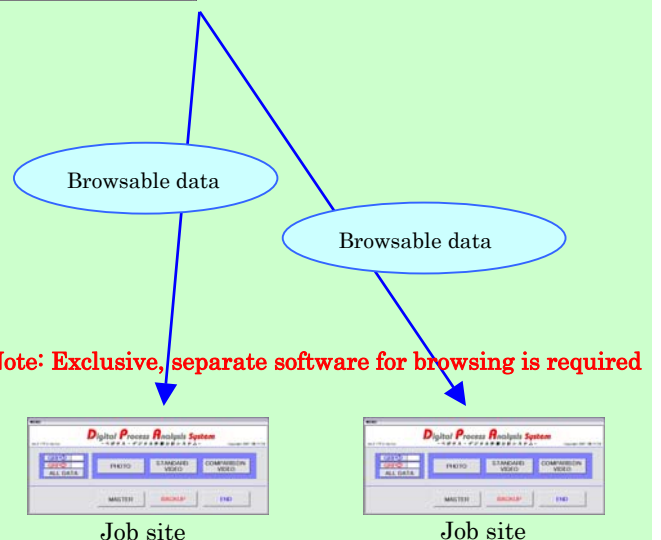 Browsable data
Browsable data
Note: Exclusive, separate software for browsing is required
Digital Process Analysis System
ALL DATA
PHOTO
STANDARD VIDEO
COMPARISON VIDEO
MASTER
BACKUP
END
Digital Process Analysis System
ALL DATA
PHOTO
STANDARD VIDEO
COMPARISON VIDEO
MASTER
BACKUP
END
Job site
Job site